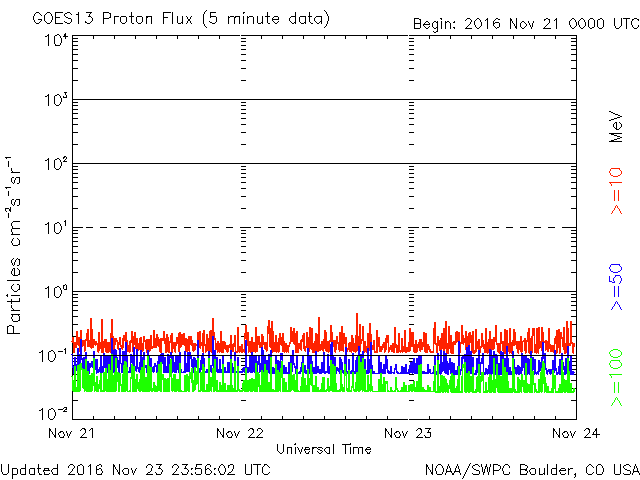 GOES13 Proton Flux (5 minute data)
Begin: 2016 Nov 21 0000 UTC
Particles cm⁻²s⁻¹sr⁻¹
10⁴
10³
10²
10¹
10⁰
10⁻¹
10⁻²
MeV
>=10
>=50
>=100
Nov 21 Nov 22 Nov 23 Nov 24
Universal Time
Updated 2016 Nov 23 23:56:02 UTC NOAA/SWPC Boulder, CO USA